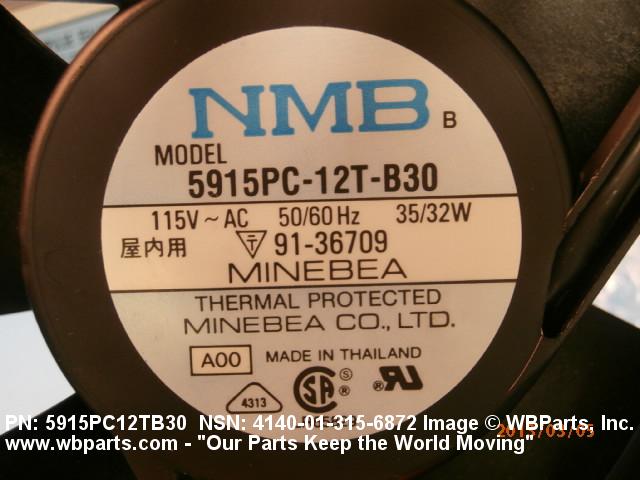 NMB B
MODEL
5915PC-12T-B30
115V ~ AC 50/60 Hz 35/32W
屋内用 T 91-36709
MINEBEA
THERMAL PROTECTED
MINEBEA CO., LTD.
A00 MADE IN THAILAND
4313 SA ® UR
PN: 5915PC12TB30 NSN: 4140-01-315-6872 Image © WBParts, Inc.
www.wbparts.com - "Our Parts Keep the World Moving"